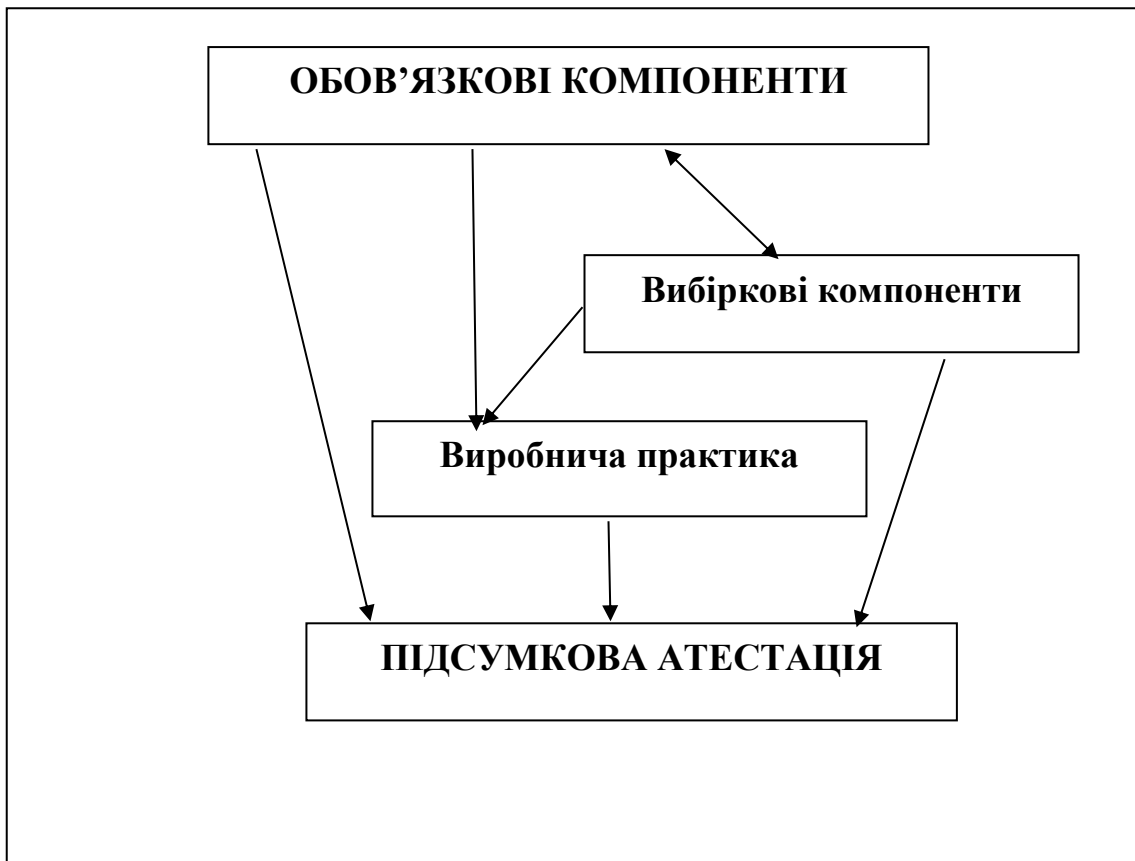 ОБОВ’ЯЗКОВІ КОМПОНЕНТИ
Вибіркові компоненти
Виробнича практика
ПІДСУМКОВА АТЕСТАЦІЯ